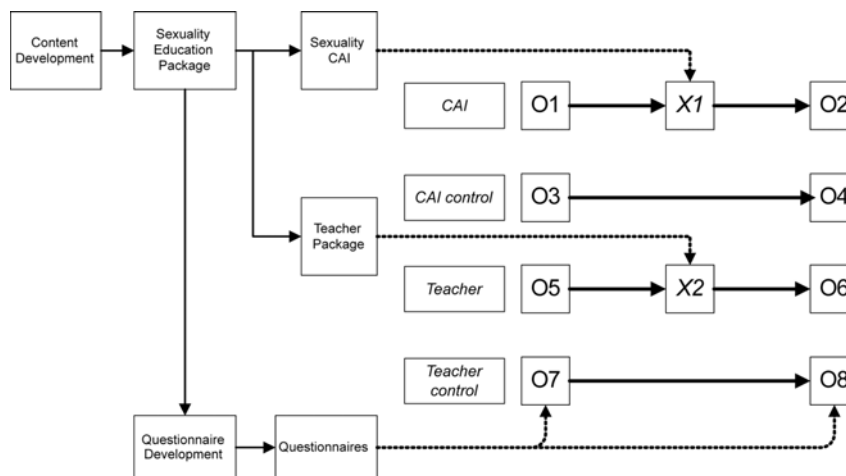 Content
Development
Sexuality
Education
Package
Sexuality
CAI
CAI
O1
X1
O2
CAI control
O3
O4
Teacher
Package
Teacher
O5
X2
O6
Teacher
control
O7
O8
Questionnaire
Development
Questionnaires